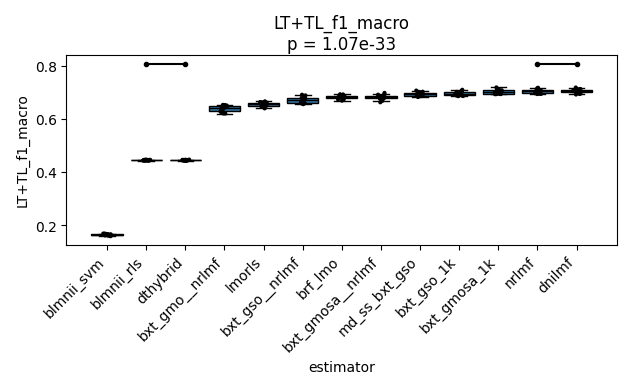 LT+TL_f1_macro
p = 1.07e-33
LT+TL_f1_macro
0.8
0.6
0.4
0.2
blmnii_svm
blmnii_rls
dthybrid
bxt_gmo__nrlmf
lmorls
bxt_gso__nrlmf
brf_lmo
bxt_gmosa__nrlmf
md_ss_bxt_gso
bxt_gso_1k
bxt_gmosa_1k
nrlmf
dnilmf
estimator